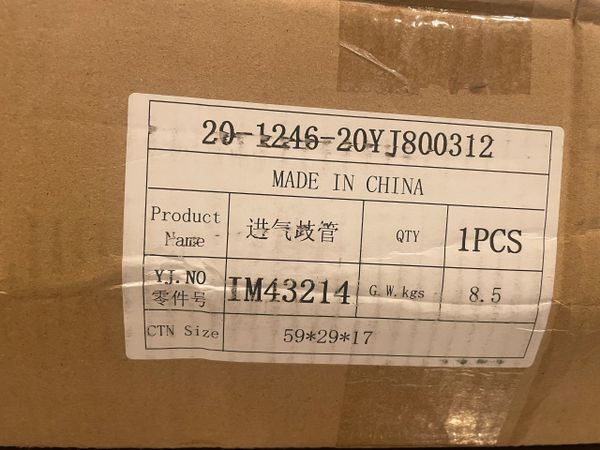 29-1246-20YJ800312
MADE IN CHINA
Product Name 进气歧管 QTY 1PCS
YJ.NO 零件号 IM43214 G.W.kgs 8.5
CTN Size 59*29*17